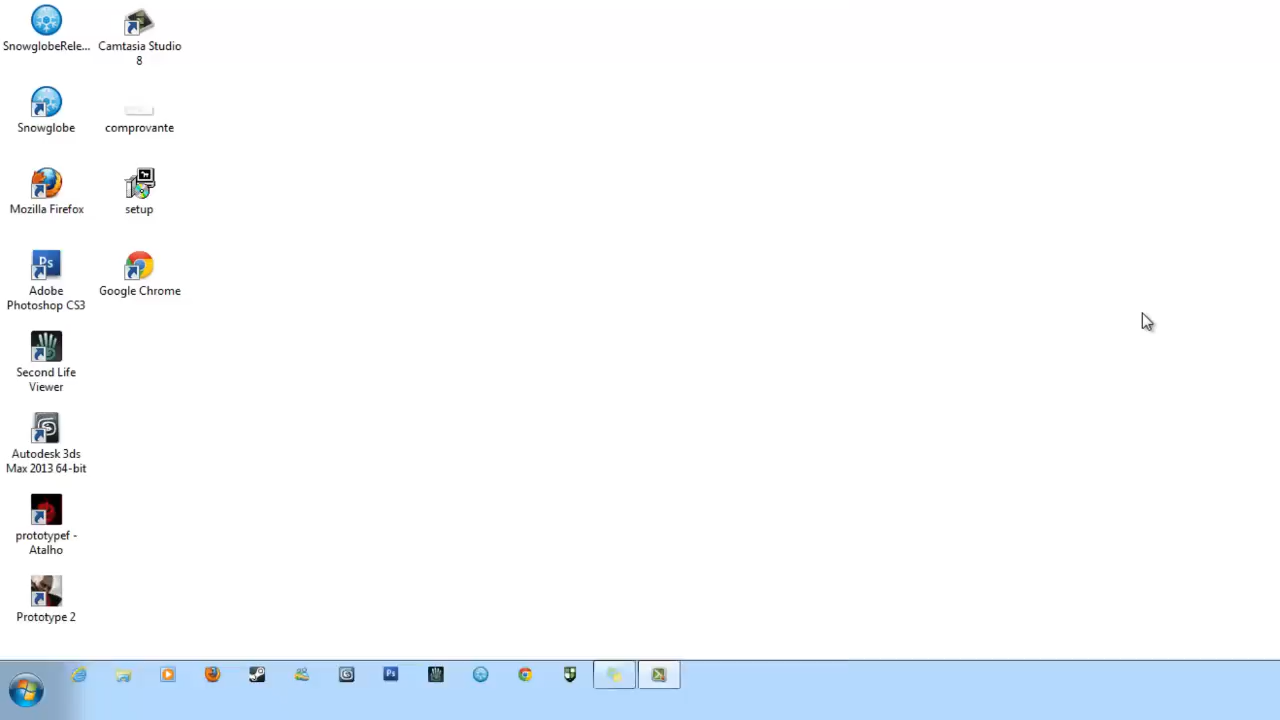 SnowglobeRele...
Camtasia Studio
8
Snowglobe
comprovante
Mozilla Firefox
setup
Ps
Adobe
Photoshop CS3
Google Chrome
Second Life
Viewer
Autodesk 3ds
Max 2013 64-bit
prototypef -
Atalho
Prototype 2
Ps